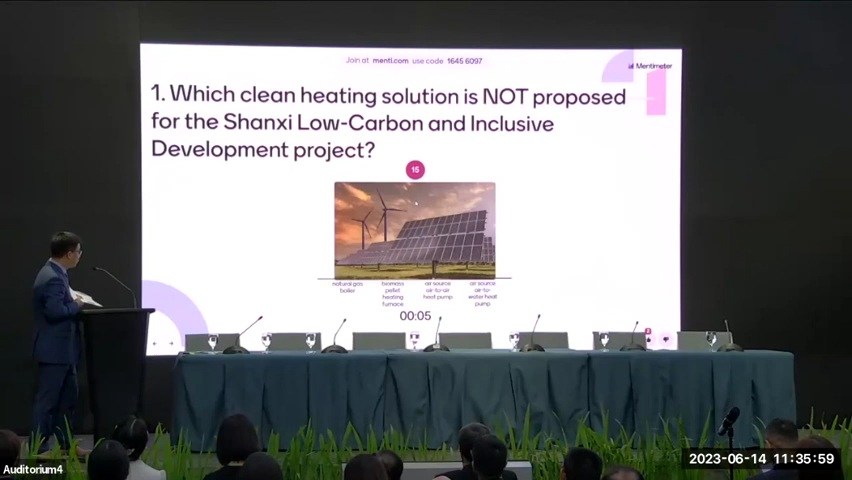 Join at menti.com use code 1645 6097
Mentimeter
1. Which clean heating solution is NOT proposed
for the Shanxi Low-Carbon and Inclusive
Development project?
15
natural gas
boiler
biomass
pellet
heating
furnace
air source
air-to-air
heat pump
air source
air-to-
water heat
pump
00:05
Auditorium4
2023-06-14 11:35:59